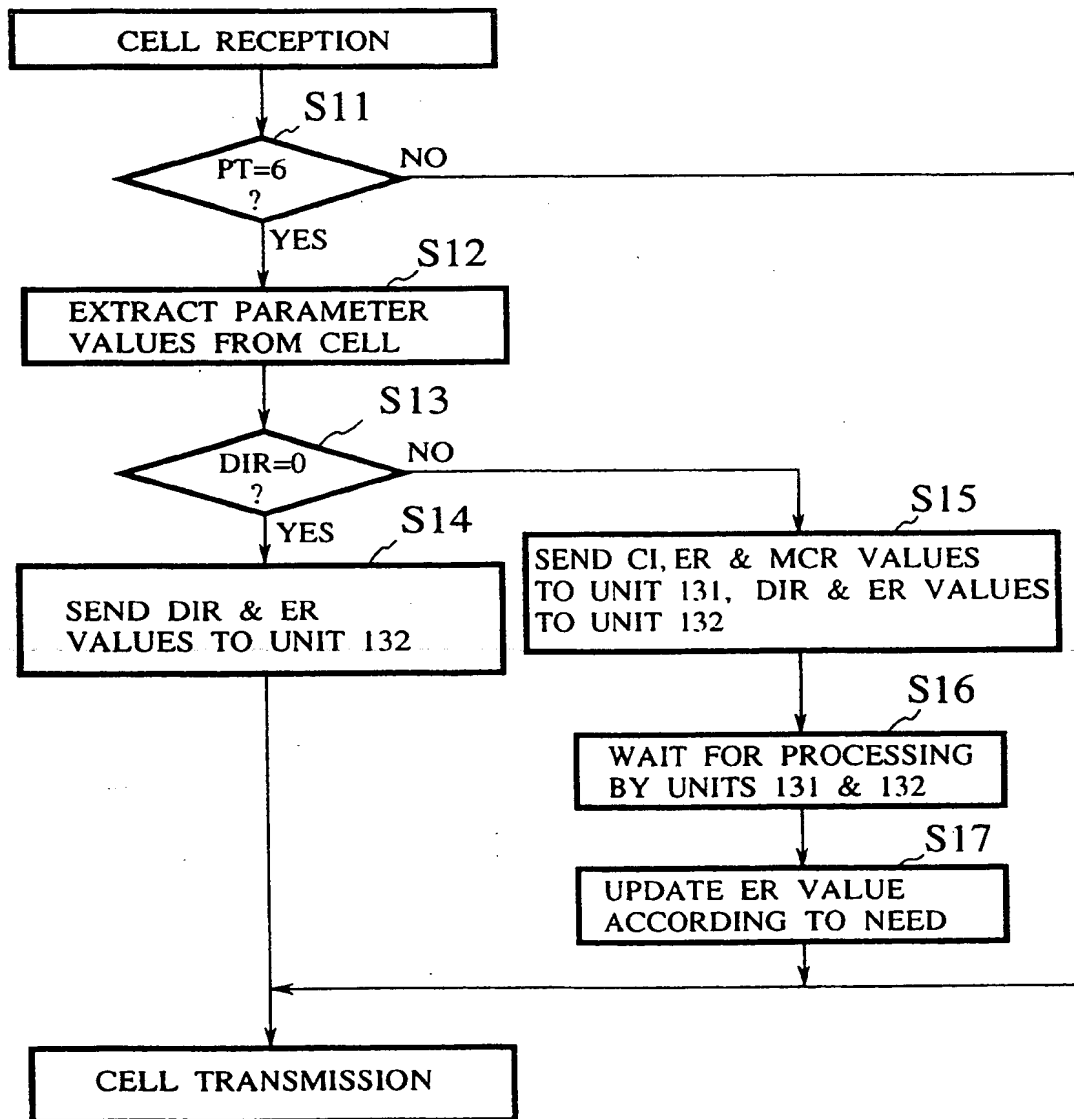 CELL RECEPTION
S11
PT=6
?
NO
YES
S12
EXTRACT PARAMETER
VALUES FROM CELL
S13
DIR=0
?
NO
YES
S14
SEND DIR & ER
VALUES TO UNIT 132
S15
SEND CI, ER & MCR VALUES
TO UNIT 131, DIR & ER VALUES
TO UNIT 132
S16
WAIT FOR PROCESSING
BY UNITS 131 & 132
S17
UPDATE ER VALUE
ACCORDING TO NEED
CELL TRANSMISSION